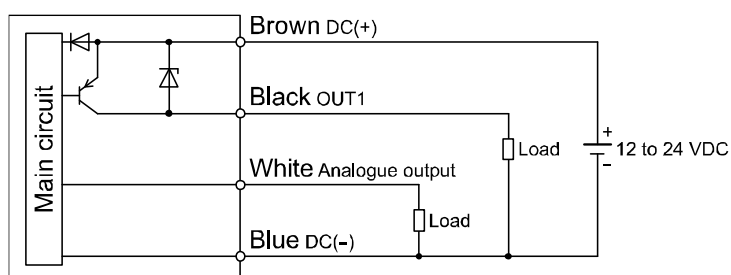 Main circuit
Brown DC(+)
Black OUT1
White Analogue output
Blue DC(–)
Load
Load
+
–
12 to 24 VDC